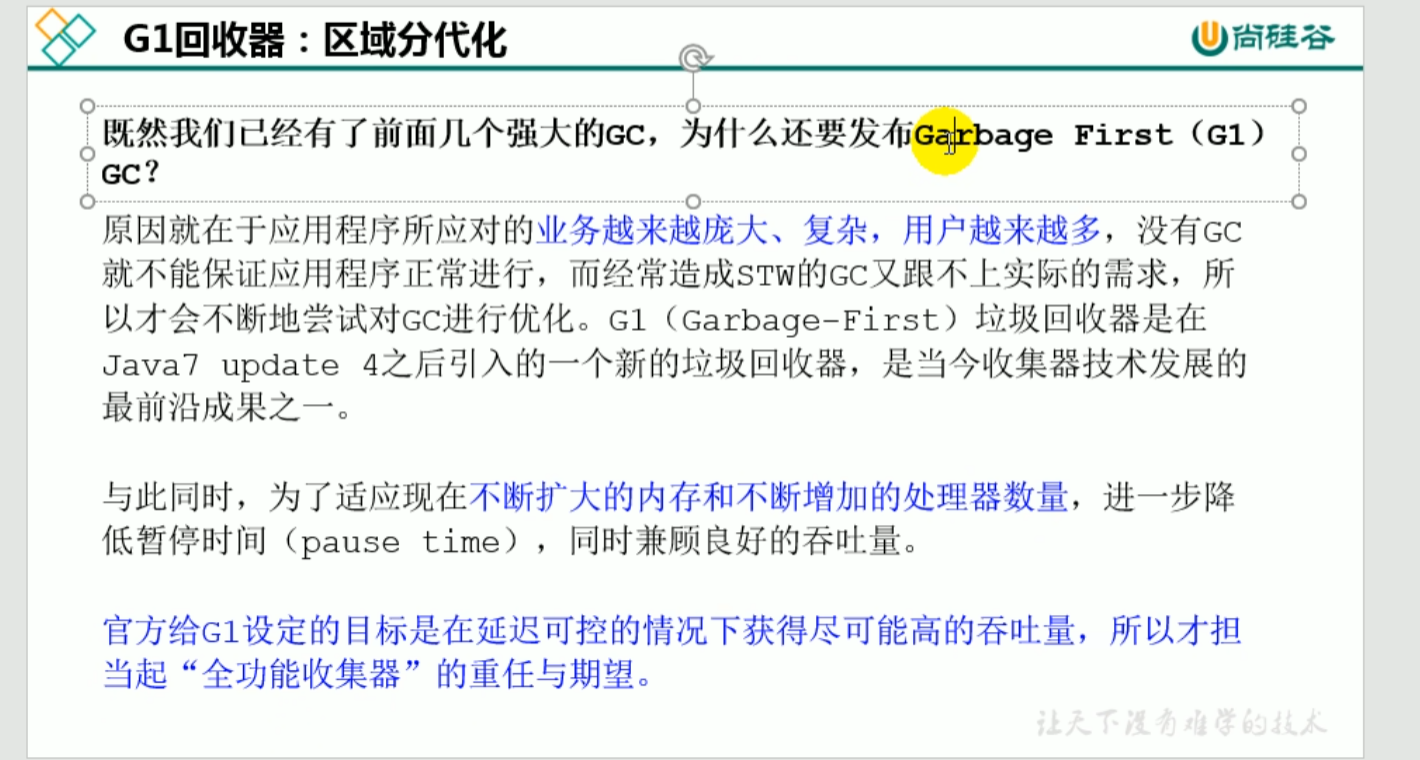 G1回收器：区域分代化
尚硅谷
既然我们已经有了前面几个强大的GC，为什么还要发布Garbage First（G1）
GC？
原因就在于应用程序所应对的业务越来越庞大、复杂，用户越来越多，没有GC
就不能保证应用程序正常进行，而经常造成STW的GC又跟不上实际的需求，所
以才会不断地尝试对GC进行优化。G1（Garbage-First）垃圾回收器是在
Java7 update 4之后引入的一个新的垃圾回收器，是当今收集器技术发展的
最前沿成果之一。
与此同时，为了适应现在不断扩大的内存和不断增加的处理器数量，进一步降
低暂停时间（pause time），同时兼顾良好的吞吐量。
官方给G1设定的目标是在延迟可控的情况下获得尽可能高的吞吐量，所以才担
当起“全功能收集器”的重任与期望。
让天下没有难学的技术